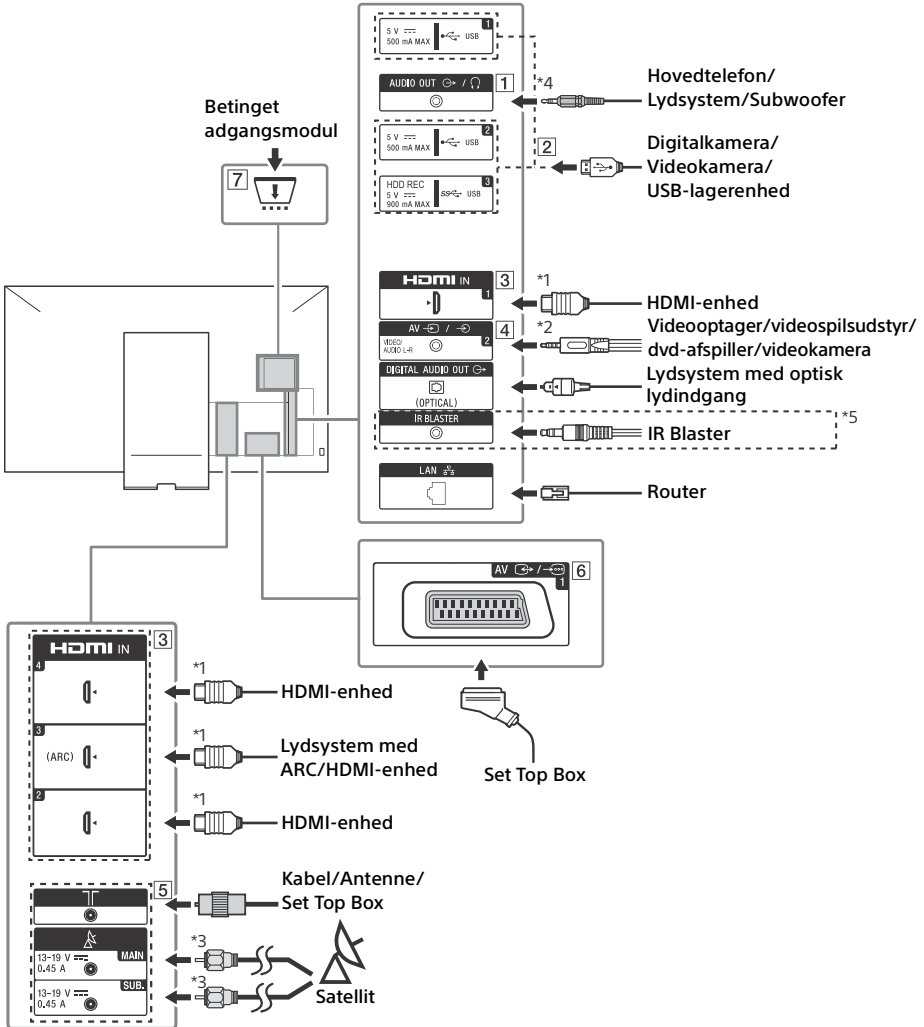 1
5 V
500 mA MAX
USB
AUDIO OUT /
1
*4
Hovedtelefon/
Lydsystem/Subwoofer
Betinget
adgangsmodul
7
2
5 V
500 mA MAX
USB
2
Digitalkamera/
Videokamera/
USB-lagerenhed
3
HDD REC
5 V
900 mA MAX
SS
USB
HDMI IN
1
3
*1
HDMI-enhed
AV /
2
VIDEO/
AUDIO L-R
4
*2
Videooptager/videospilsudstyr/
dvd-afspiller/videokamera
DIGITAL AUDIO OUT
(OPTICAL)
Lydsystem med optisk
lydindgang
IR BLASTER
IR Blaster
*5
LAN
Router
AV /
1
6
Set Top Box
HDMI IN
3
4
*1
HDMI-enhed
3
(ARC)
*1
Lydsystem med
ARC/HDMI-enhed
2
*1
HDMI-enhed
5
Kabel/Antenne/
Set Top Box
MAIN
13-19 V
0.45 A
*3
SUB.
13-19 V
0.45 A
*3
Satellit